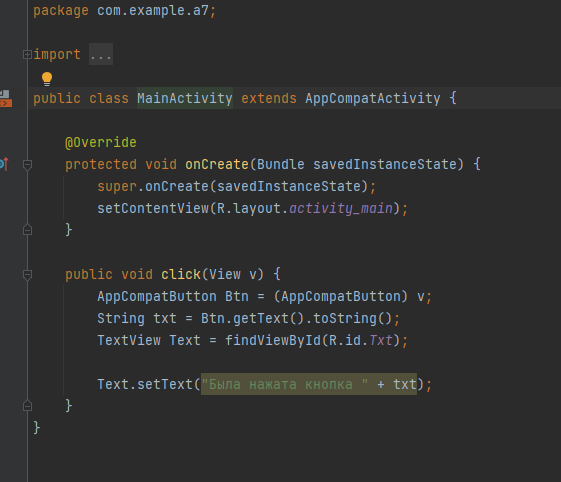 package com.example.a7;
import ...
public class MainActivity extends AppCompatActivity {
@Override
protected void onCreate(Bundle savedInstanceState) {
super.onCreate(savedInstanceState);
setContentView(R.layout.activity_main);
}
public void click(View v) {
AppCompatButton Btn = (AppCompatButton) v;
String txt = Btn.getText().toString();
TextView Text = findViewById(R.id.Txt);
Text.setText("Была нажата кнопка " + txt);
}
}